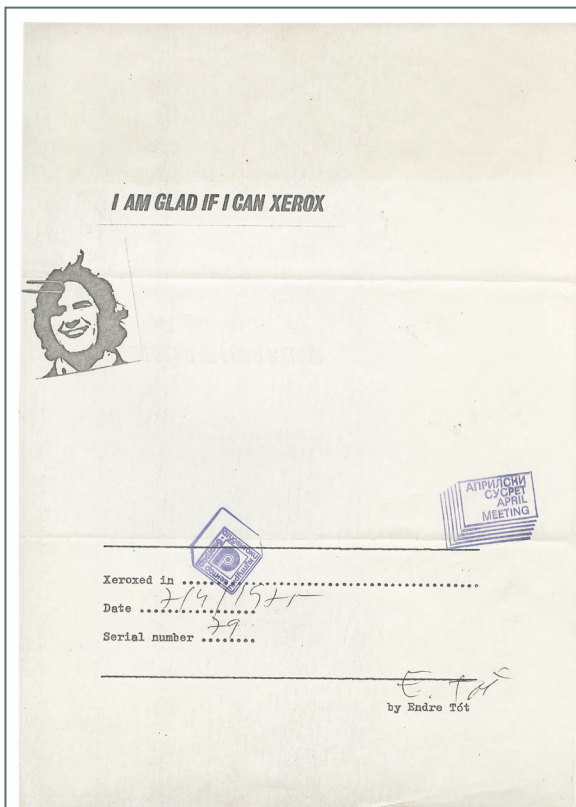 I AM GLAD IF I CAN XEROX
АПРИЛСКИ
СУСРЕТ
APRIL
MEETING
Xeroxed in ........................................
Date 7/4/1975
Serial number 79
E. Tót
by Endre Tót